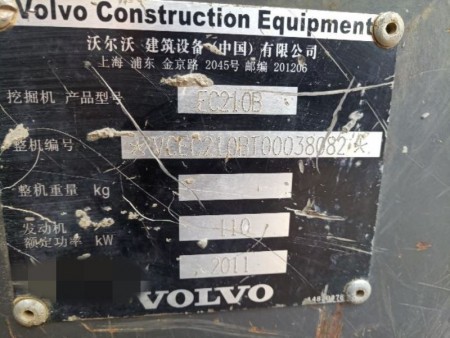 Volvo Construction Equipment
沃尔沃 建筑设备(中国)有限公司
上海 浦东 金京路 2045号 邮编 201206
挖掘机 产品型号 EC210B
整机编号
整机重量 kg
发动机
额定功率 kW 110
2011
VOLVO